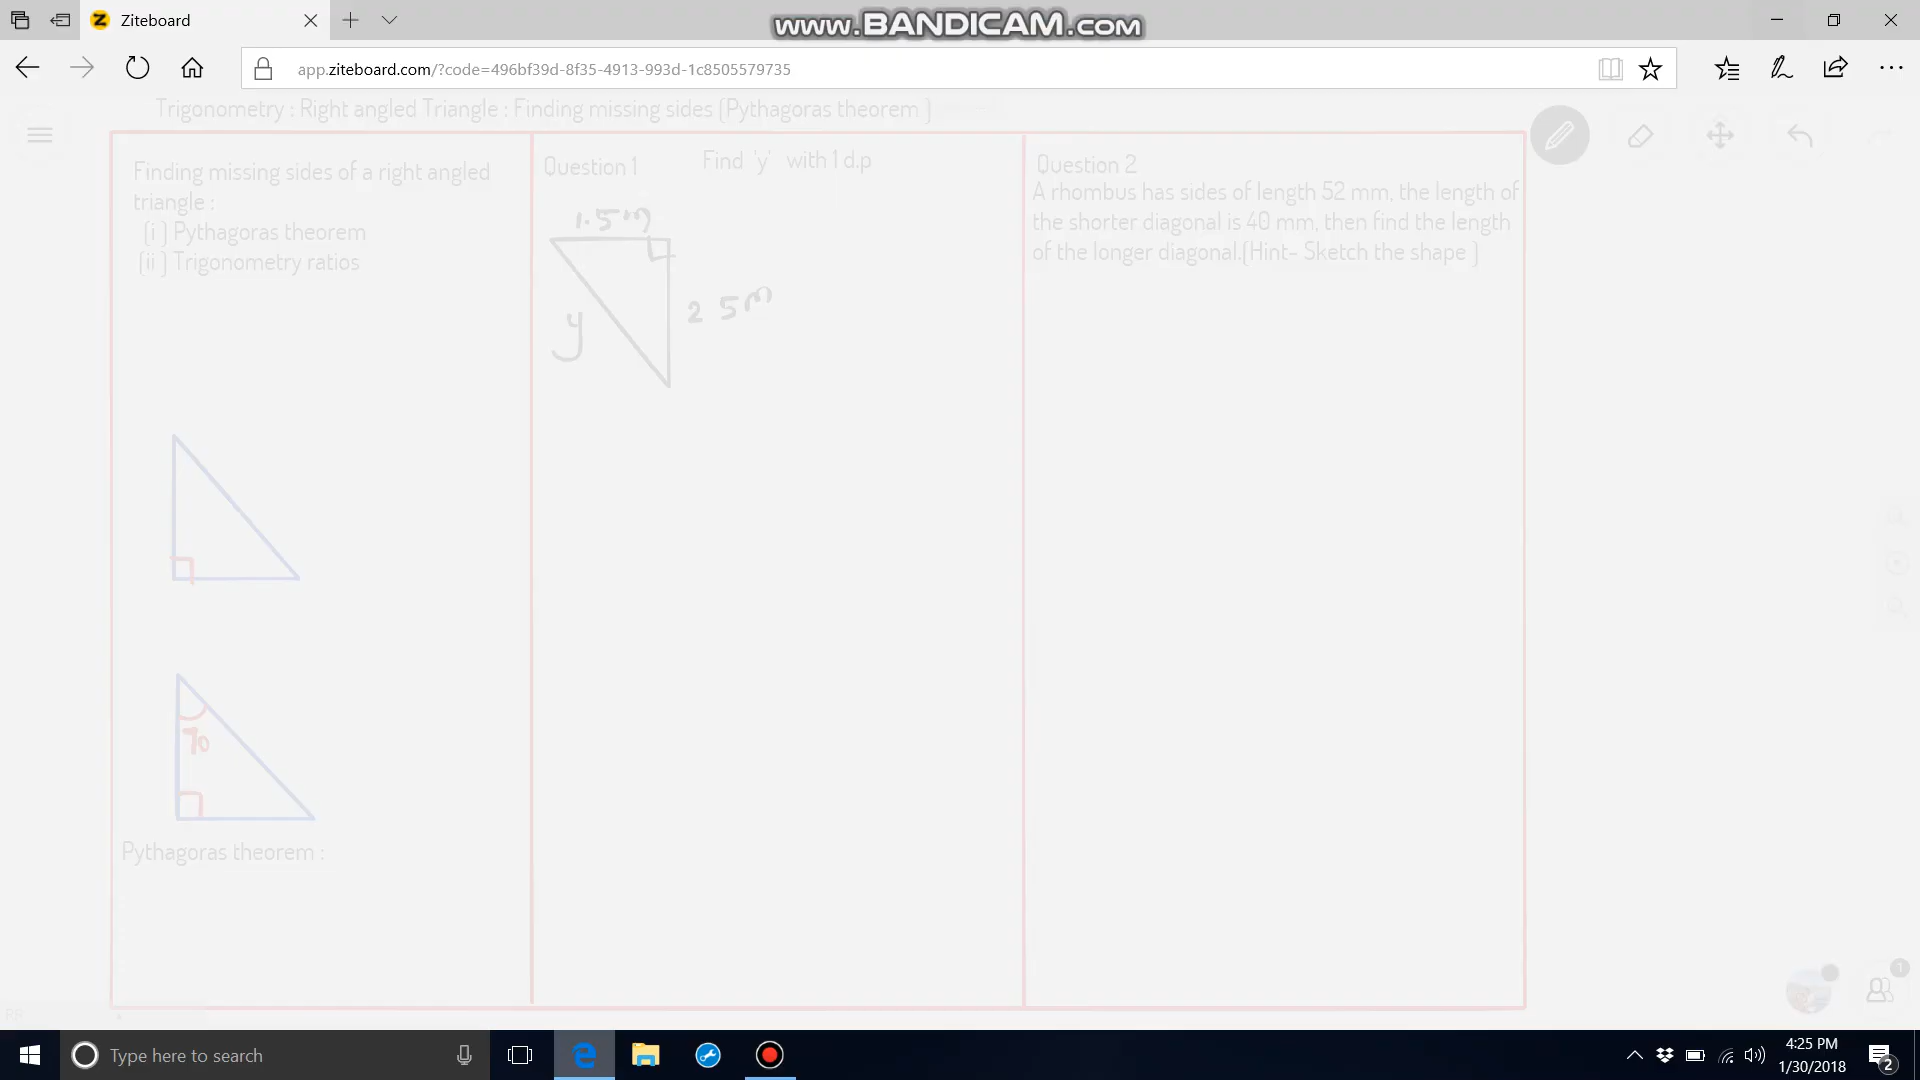 Ziteboard
www.BANDICAM.com
app.ziteboard.com/?code=496bf39d-8f35-4913-993d-1c8505579735
Trigonometry : Right angled Triangle : Finding missing sides (Pythagoras theorem )
Finding missing sides of a right angled
triangle :
(i ) Pythagoras theorem
(ii ) Trigonometry ratios
70
Pythagoras theorem :
Question 1
Find 'y' with 1 d.p
1.5m
y
2 5m
Question 2
A rhombus has sides of length 52 mm, the length of
the shorter diagonal is 40 mm, then find the length
of the longer diagonal.(Hint- Sketch the shape )
1
Type here to search
4:25 PM
1/30/2018
2